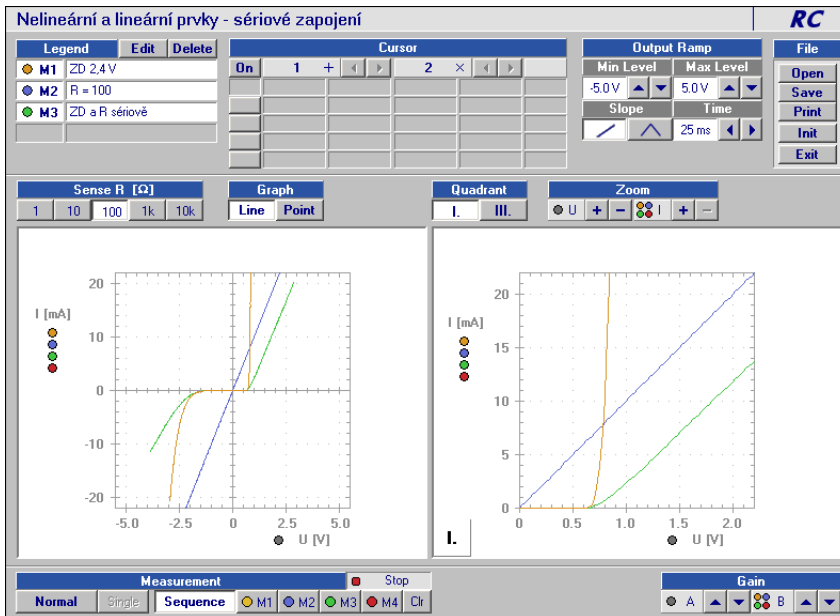 Nelineární a lineární prvky - sériové zapojení
RC
Legend Edit Delete
M1 ZD 2,4 V
M2 R = 100
M3 ZD a R sériově
Cursor
On 1 + 2 ×
Output Ramp
Min Level Max Level
-5.0 V 5.0 V
Slope Time
25 ms
File
Open
Save
Print
Init
Exit
Sense R [Ω]
1 10 100 1k 10k
Graph
Line Point
Quadrant
I. III.
Zoom
U + − I + −
I [mA]
20
10
0
-10
-20
-5.0 -2.5 0 2.5 5.0
U [V]
I [mA]
20
15
10
5
0
0 0.5 1.0 1.5 2.0
U [V]
I.
Measurement
Stop
Normal Single Sequence M1 M2 M3 M4 Clr
Gain
A B